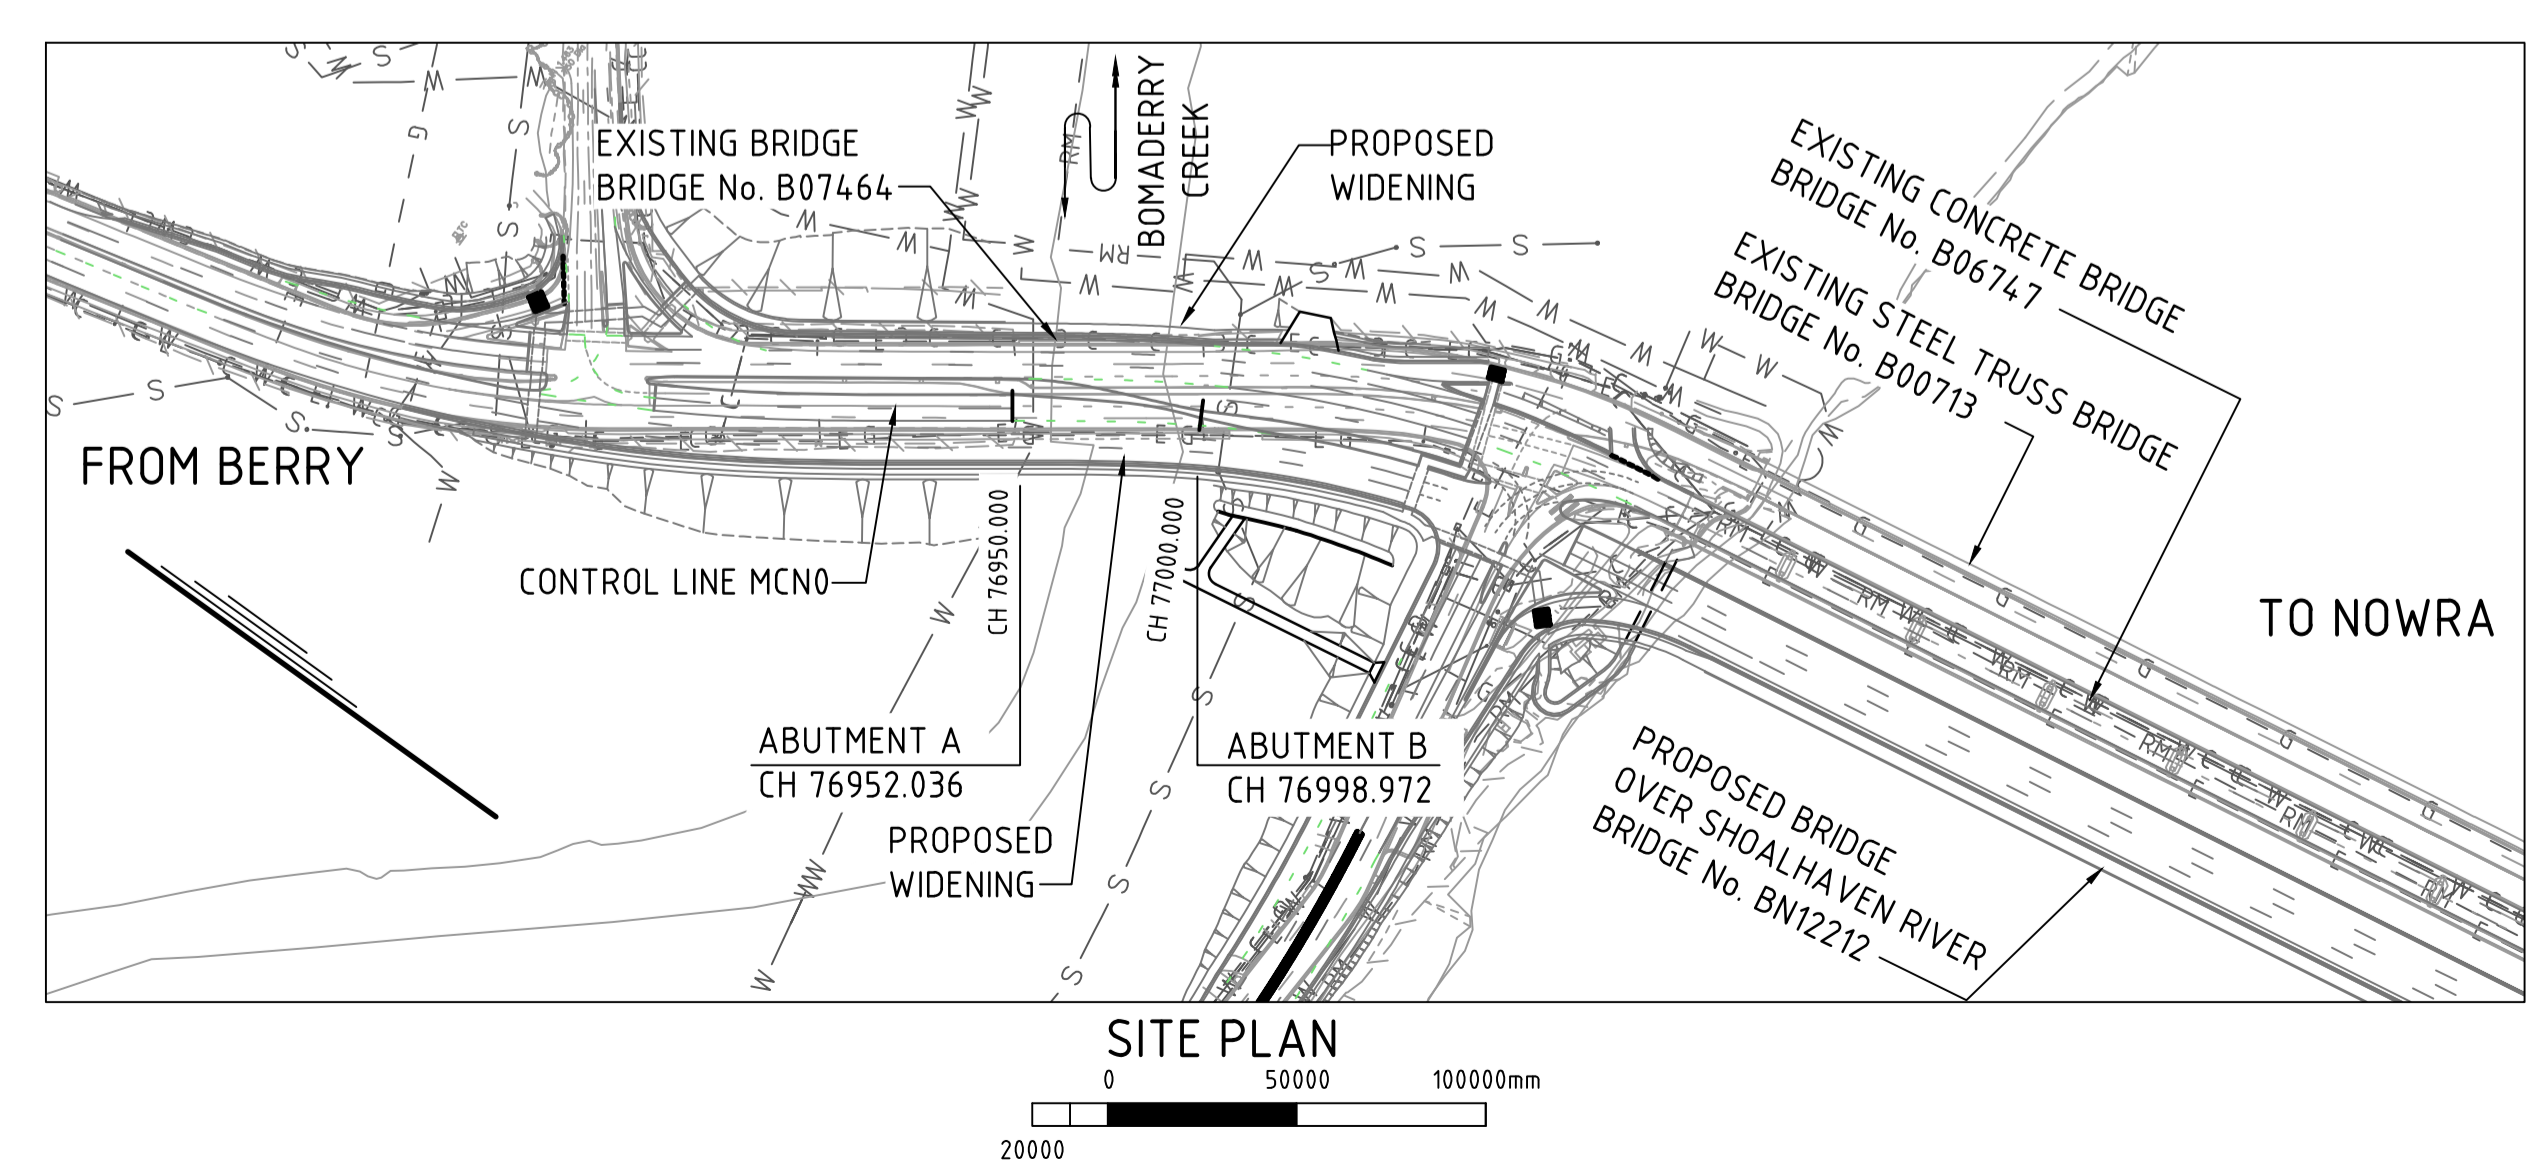 EXISTING BRIDGE
BRIDGE No. B07464
BOMADERRY
CREEK
PROPOSED
WIDENING
EXISTING CONCRETE BRIDGE
BRIDGE No. B06747
EXISTING STEEL TRUSS BRIDGE
BRIDGE No. B00713
FROM BERRY
TO NOWRA
CONTROL LINE MCN0
CH 76950.000
CH 77000.000
ABUTMENT A
CH 76952.036
ABUTMENT B
CH 76998.972
PROPOSED
WIDENING
PROPOSED BRIDGE
OVER SHOALHAVEN RIVER
BRIDGE No. BN12212
SITE PLAN
0 50000 100000mm
20000